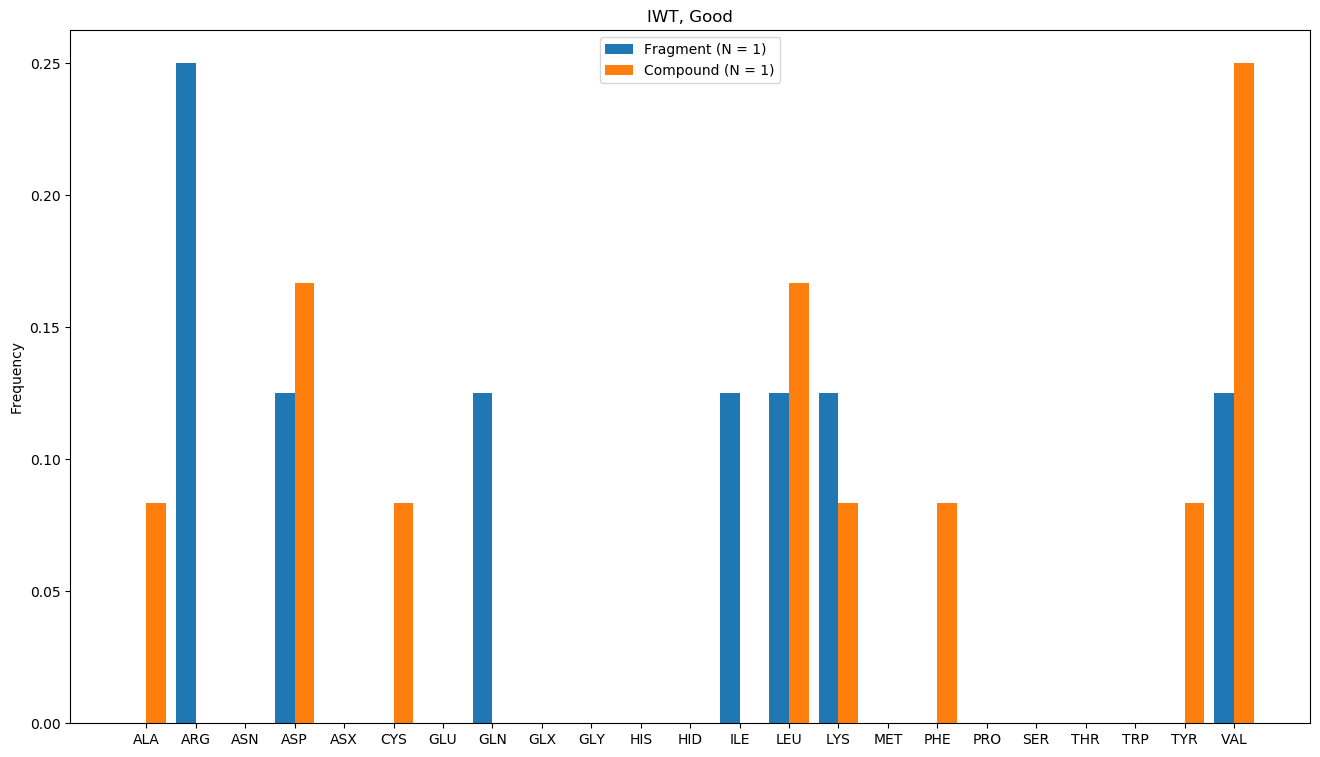 IWT, Good
Fragment (N = 1)
Compound (N = 1)
Frequency
0.25
0.20
0.15
0.10
0.05
0.00
ALA ARG ASN ASP ASX CYS GLU GLN GLX GLY HIS HID ILE LEU LYS MET PHE PRO SER THR TRP TYR VAL